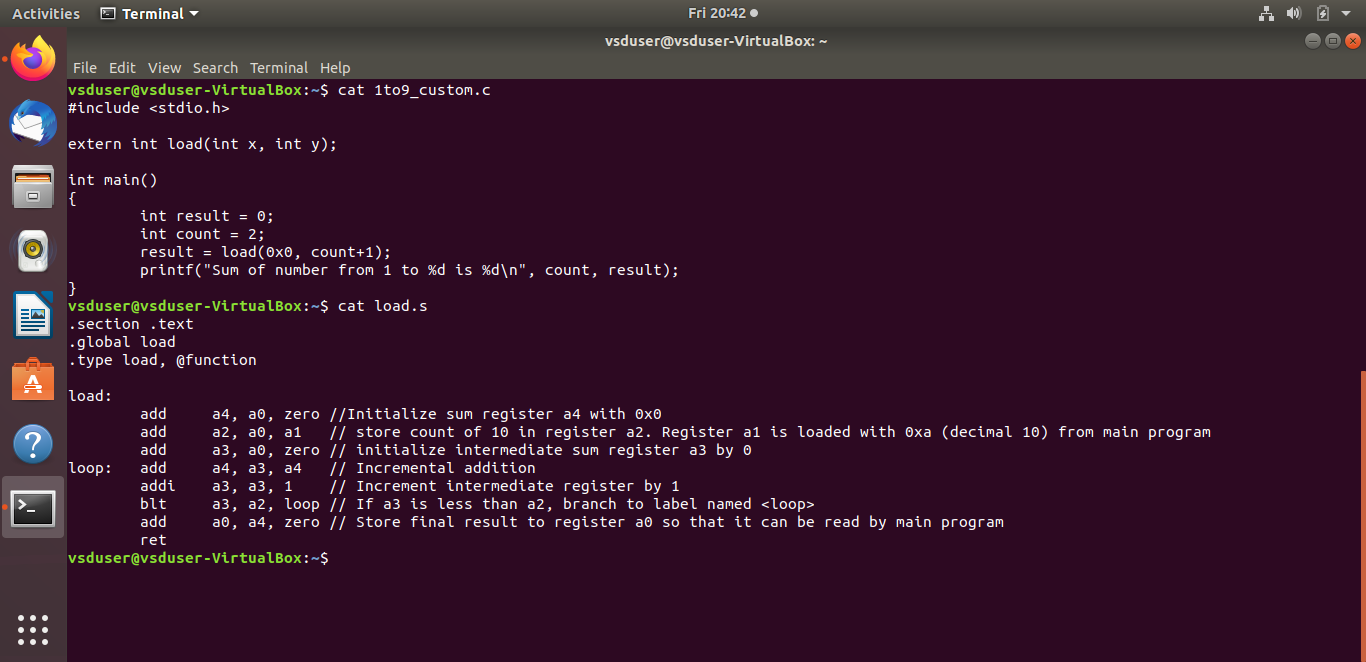 Activities Terminal Fri 20:42
vsduser@vsduser-VirtualBox: ~
File Edit View Search Terminal Help
vsduser@vsduser-VirtualBox:~$ cat 1to9_custom.c
#include <stdio.h>
extern int load(int x, int y);
int main()
{
        int result = 0;
        int count = 2;
        result = load(0x0, count+1);
        printf("Sum of number from 1 to %d is %d\n", count, result);
}
vsduser@vsduser-VirtualBox:~$ cat load.s
.section .text
.global load
.type load, @function
load:
        add     a4, a0, zero //Initialize sum register a4 with 0x0
        add     a2, a0, a1   // store count of 10 in register a2. Register a1 is loaded with 0xa (decimal 10) from main program
        add     a3, a0, zero // initialize intermediate sum register a3 by 0
loop:   add     a4, a3, a4   // Incremental addition
        addi    a3, a3, 1    // Increment intermediate register by 1
        blt     a3, a2, loop // If a3 is less than a2, branch to label named <loop>
        add     a0, a4, zero // Store final result to register a0 so that it can be read by main program
        ret
vsduser@vsduser-VirtualBox:~$